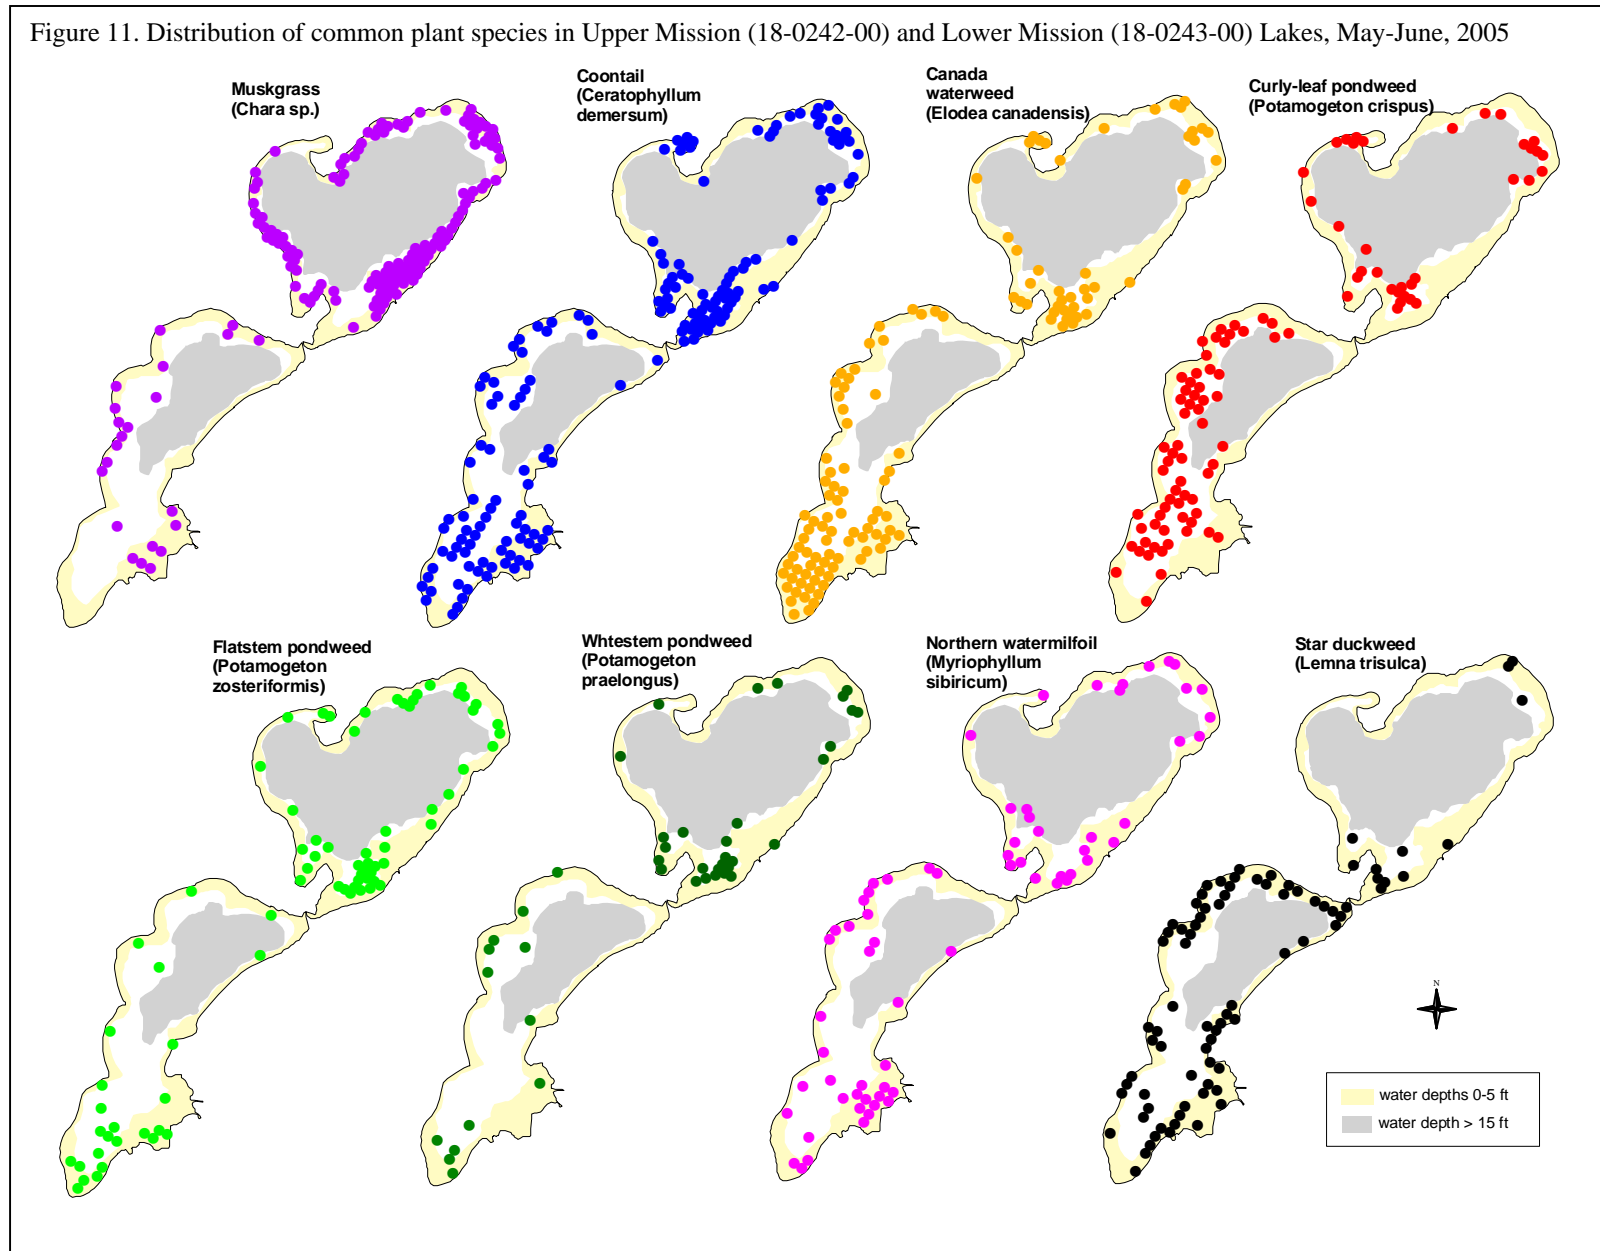 Figure 11. Distribution of common plant species in Upper Mission (18-0242-00) and Lower Mission (18-0243-00) Lakes, May-June, 2005
Muskgrass
(Chara sp.)
Coontail
(Ceratophyllum
demersum)
Canada
waterweed
(Elodea canadensis)
Curly-leaf pondweed
(Potamogeton crispus)
Flatstem pondweed
(Potamogeton
zosteriformis)
Whtestem pondweed
(Potamogeton
praelongus)
Northern watermilfoil
(Myriophyllum
sibiricum)
Star duckweed
(Lemna trisulca)
N
water depths 0-5 ft
water depth > 15 ft